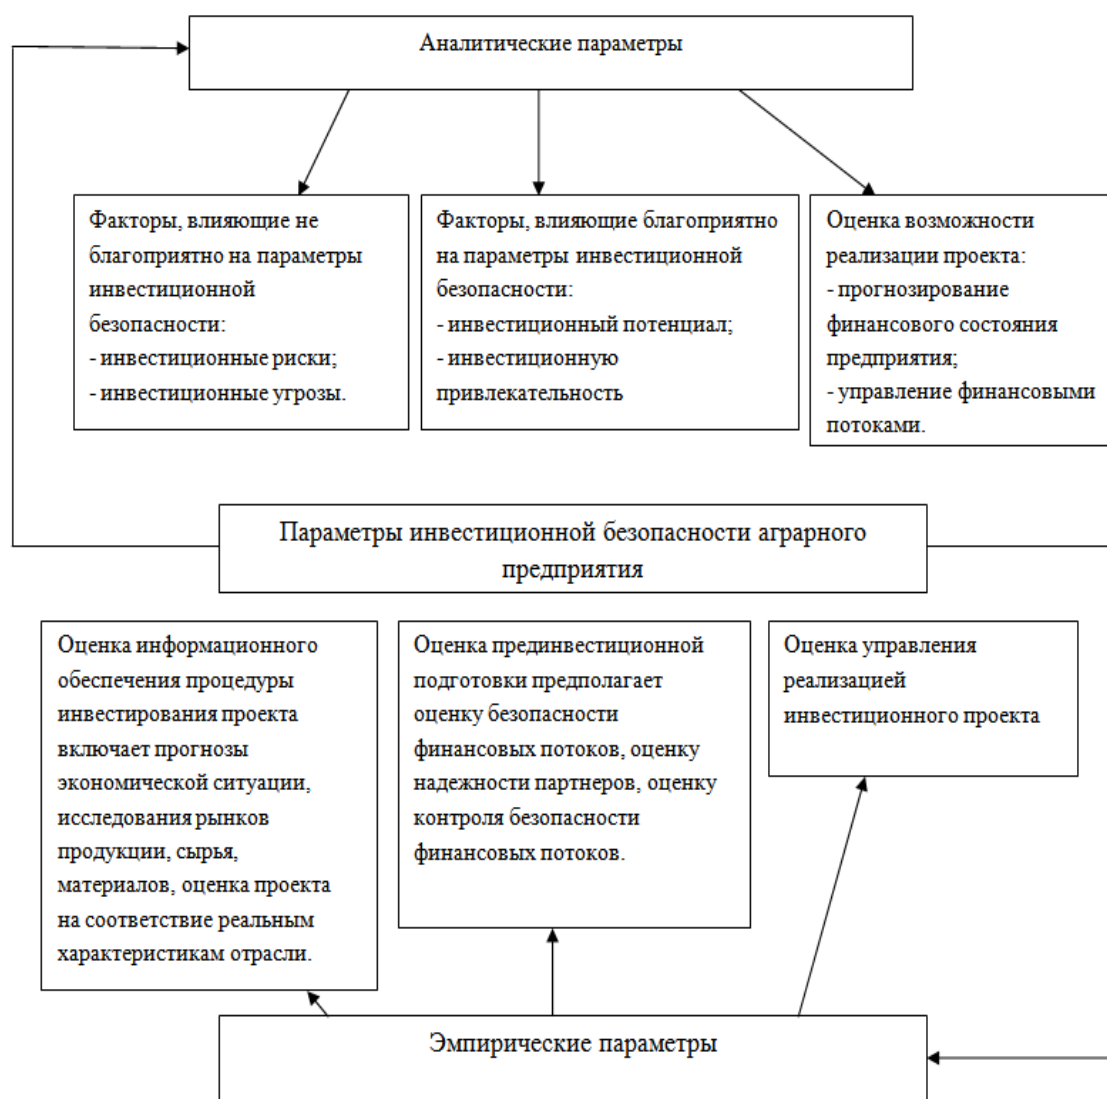 Аналитические параметры
Факторы, влияющие не
благоприятно на параметры
инвестиционной
безопасности:
- инвестиционные риски;
- инвестиционные угрозы.
Факторы, влияющие благоприятно
на параметры инвестиционной
безопасности:
- инвестиционный потенциал;
- инвестиционную
привлекательность
Оценка возможности
реализации проекта:
- прогнозирование
финансового состояния
предприятия;
- управление финансовыми
потоками.
Параметры инвестиционной безопасности аграрного
предприятия
Оценка информационного
обеспечения процедуры
инвестирования проекта
включает прогнозы
экономической ситуации,
исследования рынков
продукции, сырья,
материалов, оценка проекта
на соответствие реальным
характеристикам отрасли.
Оценка прединвестиционной
подготовки предполагает
оценку безопасности
финансовых потоков, оценку
надежности партнеров, оценку
контроля безопасности
финансовых потоков.
Оценка управления
реализацией
инвестиционного проекта
Эмпирические параметры